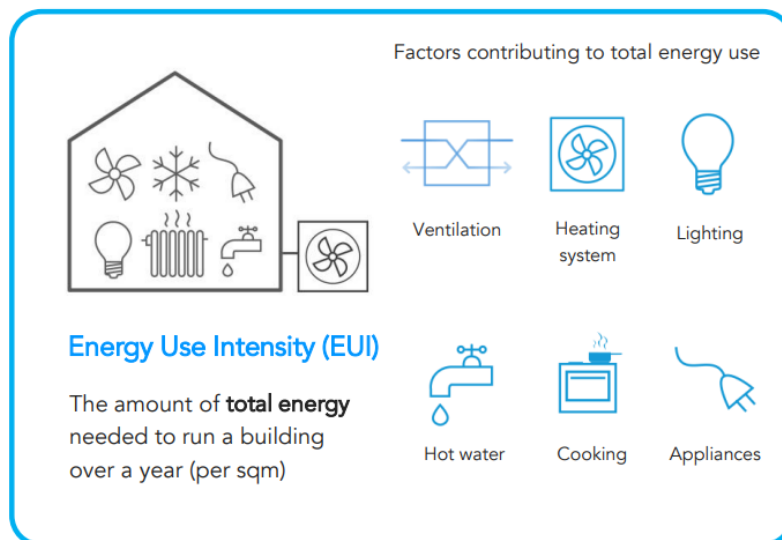 Factors contributing to total energy use
Ventilation
Heating
system
Lighting
Energy Use Intensity (EUI)
The amount of total energy
needed to run a building
over a year (per sqm)
Hot water
Cooking
Appliances